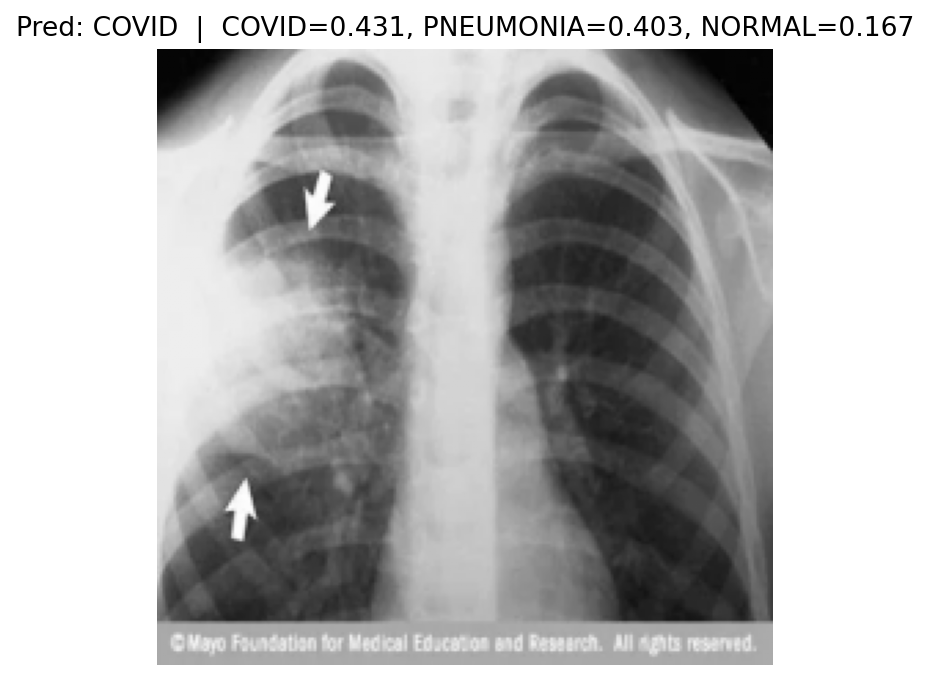 Pred: COVID | COVID=0.431, PNEUMONIA=0.403, NORMAL=0.167
©Mayo Foundation for Medical Education and Research. All rights reserved.